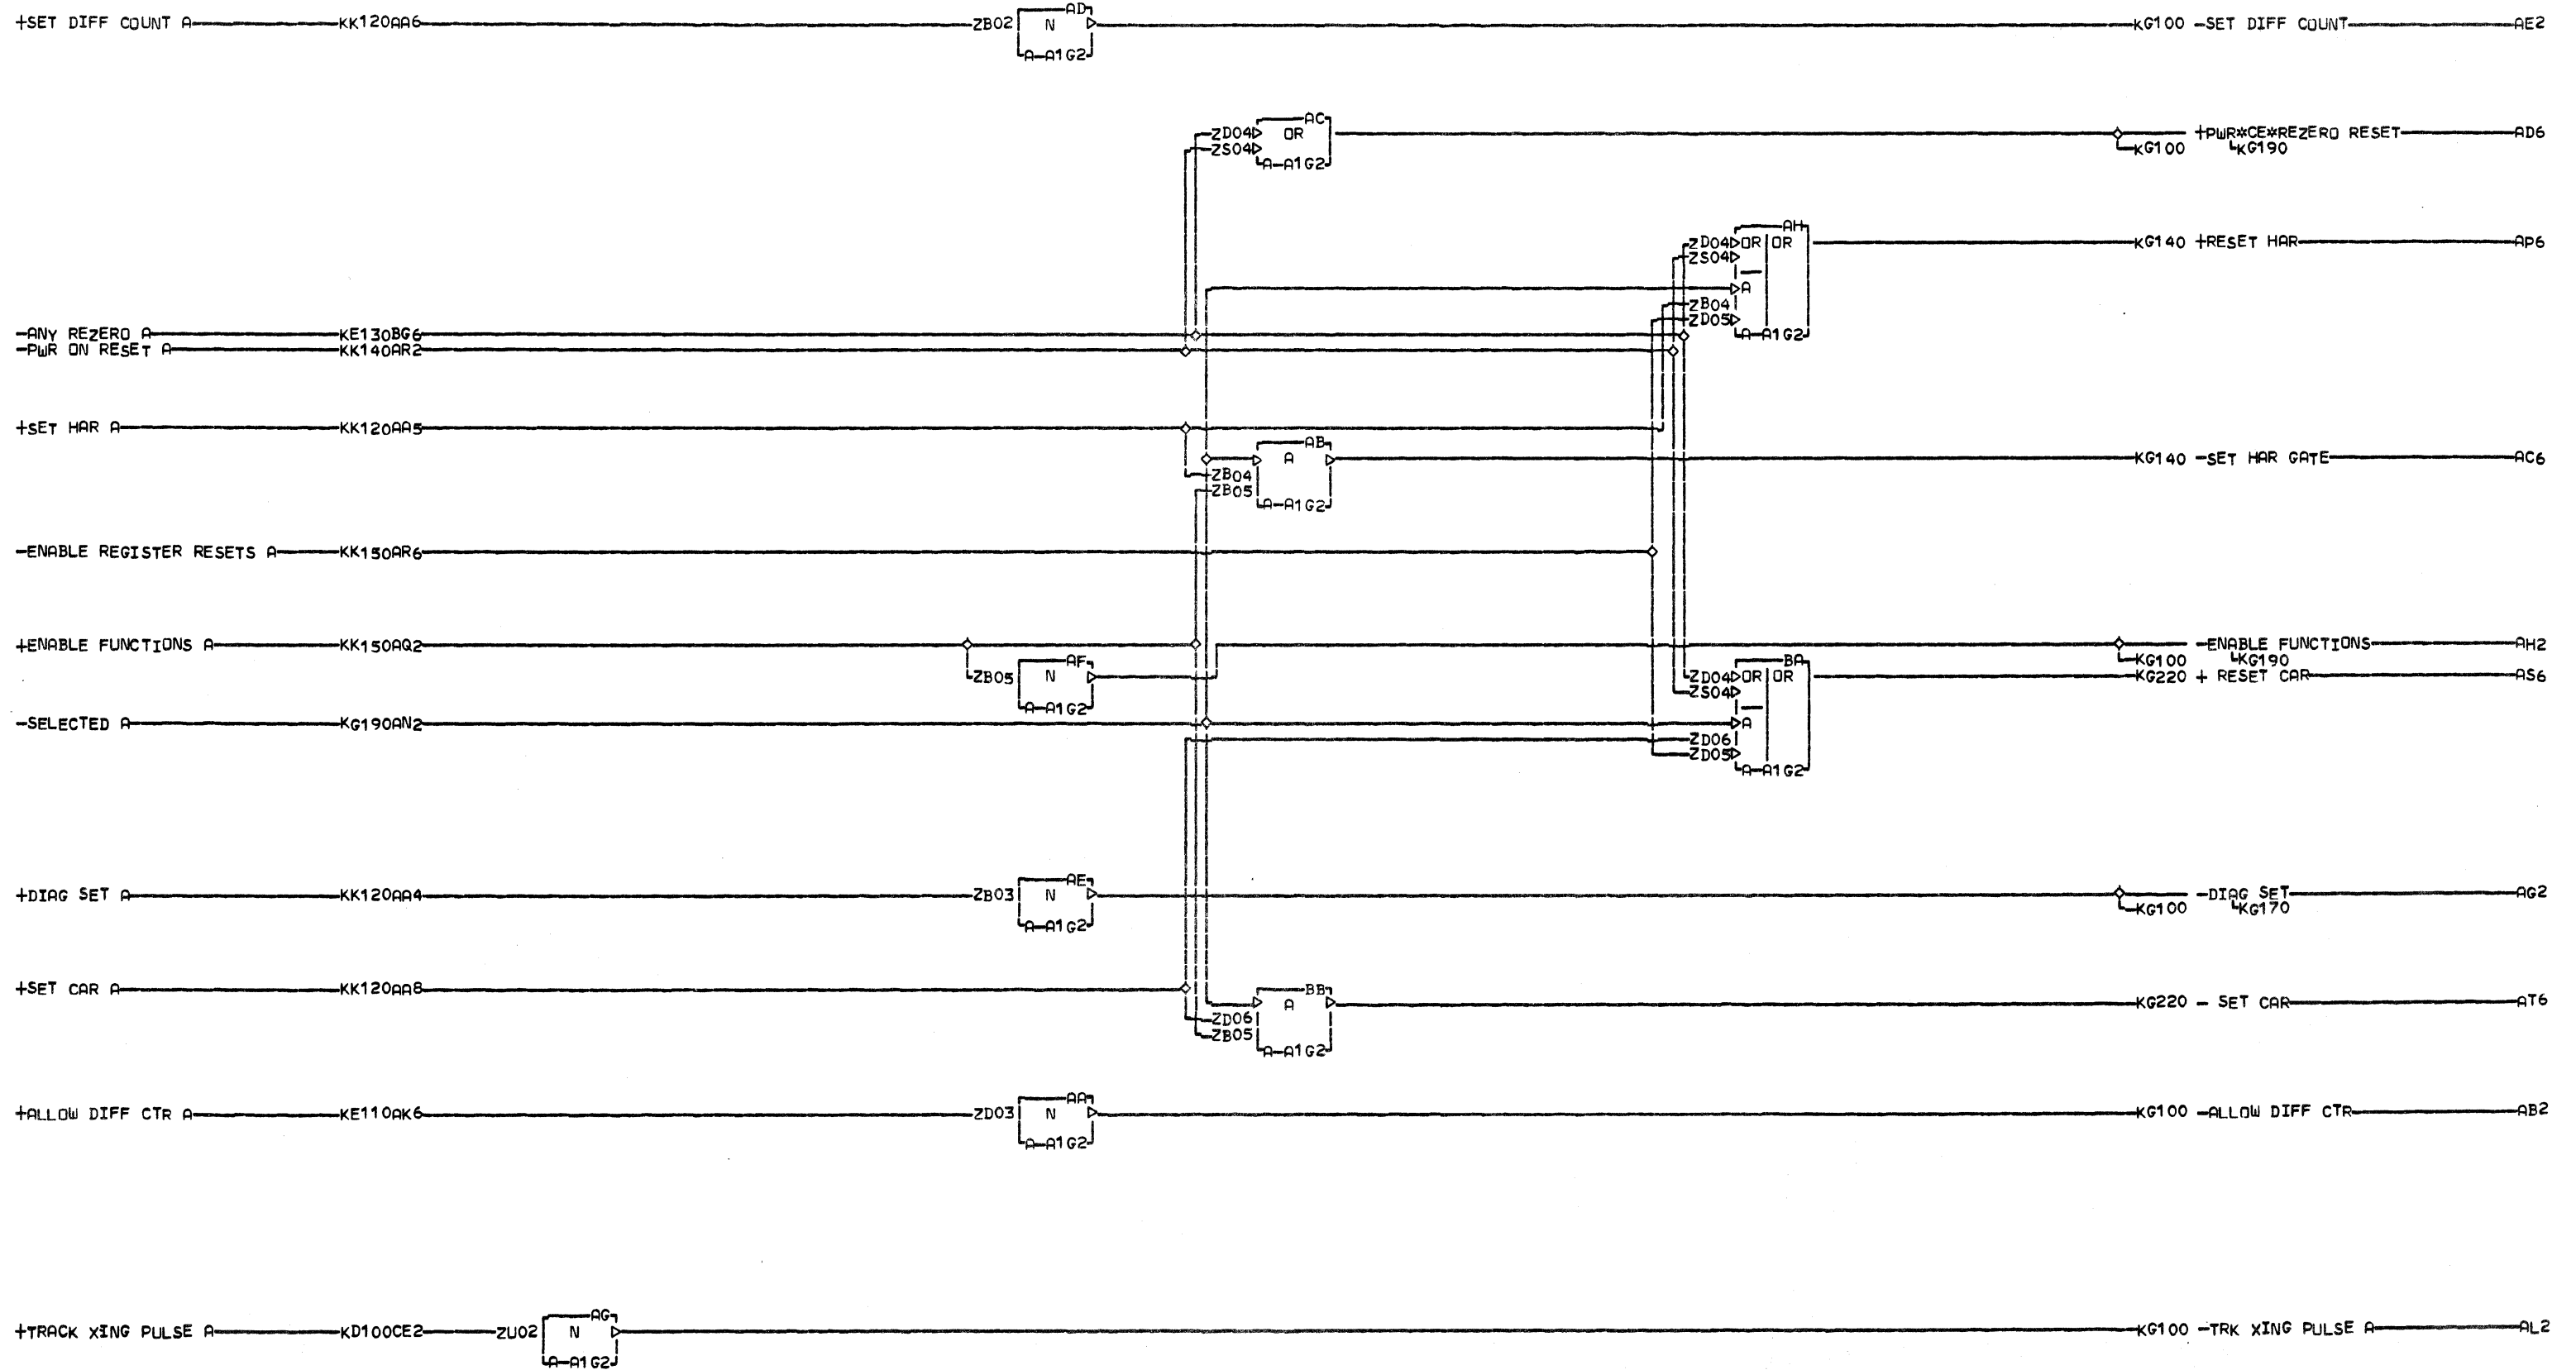 +SET DIFF COUNT A KK120AA6 ZB02 N AD KG100 -SET DIFF COUNT AE2
A-A1G2
AC
ZD04 OR +PWR*CE*REZERO RESET AD6
ZS04 KG100 KG190
A-A1G2
AH
ZD04 OR OR KG140 +RESET HAR AP6
ZS04
A
ZB04
ZD05
A-A1G2
-ANY REZERO A KE130BG6
-PWR ON RESET A KK140AR2
+SET HAR A KK120AA5
AB
A KG140 -SET HAR GATE AC6
ZB04
ZB05
A-A1G2
-ENABLE REGISTER RESETS A KK150AR6
+ENABLE FUNCTIONS A KK150AQ2 -ENABLE FUNCTIONS AH2
AF BA KG100 KG190
ZB05 N ZD04 OR OR KG220 + RESET CAR AS6
ZS04
A-A1G2
-SELECTED A KG190AN2 A
ZD06
ZD05
A-A1G2
AE
+DIAG SET A KK120AA4 ZB03 N -DIAG SET AG2
KG100 KG170
A-A1G2
+SET CAR A KK120AA8
BB
A KG220 - SET CAR AT6
ZD06
ZB05
A-A1G2
AA
+ALLOW DIFF CTR A KE110AK6 ZD03 N KG100 -ALLOW DIFF CTR AB2
A-A1G2
AG
+TRACK XING PULSE A KD100CE2 ZU02 N KG100 -TRK XING PULSE A AL2
A-A1G2